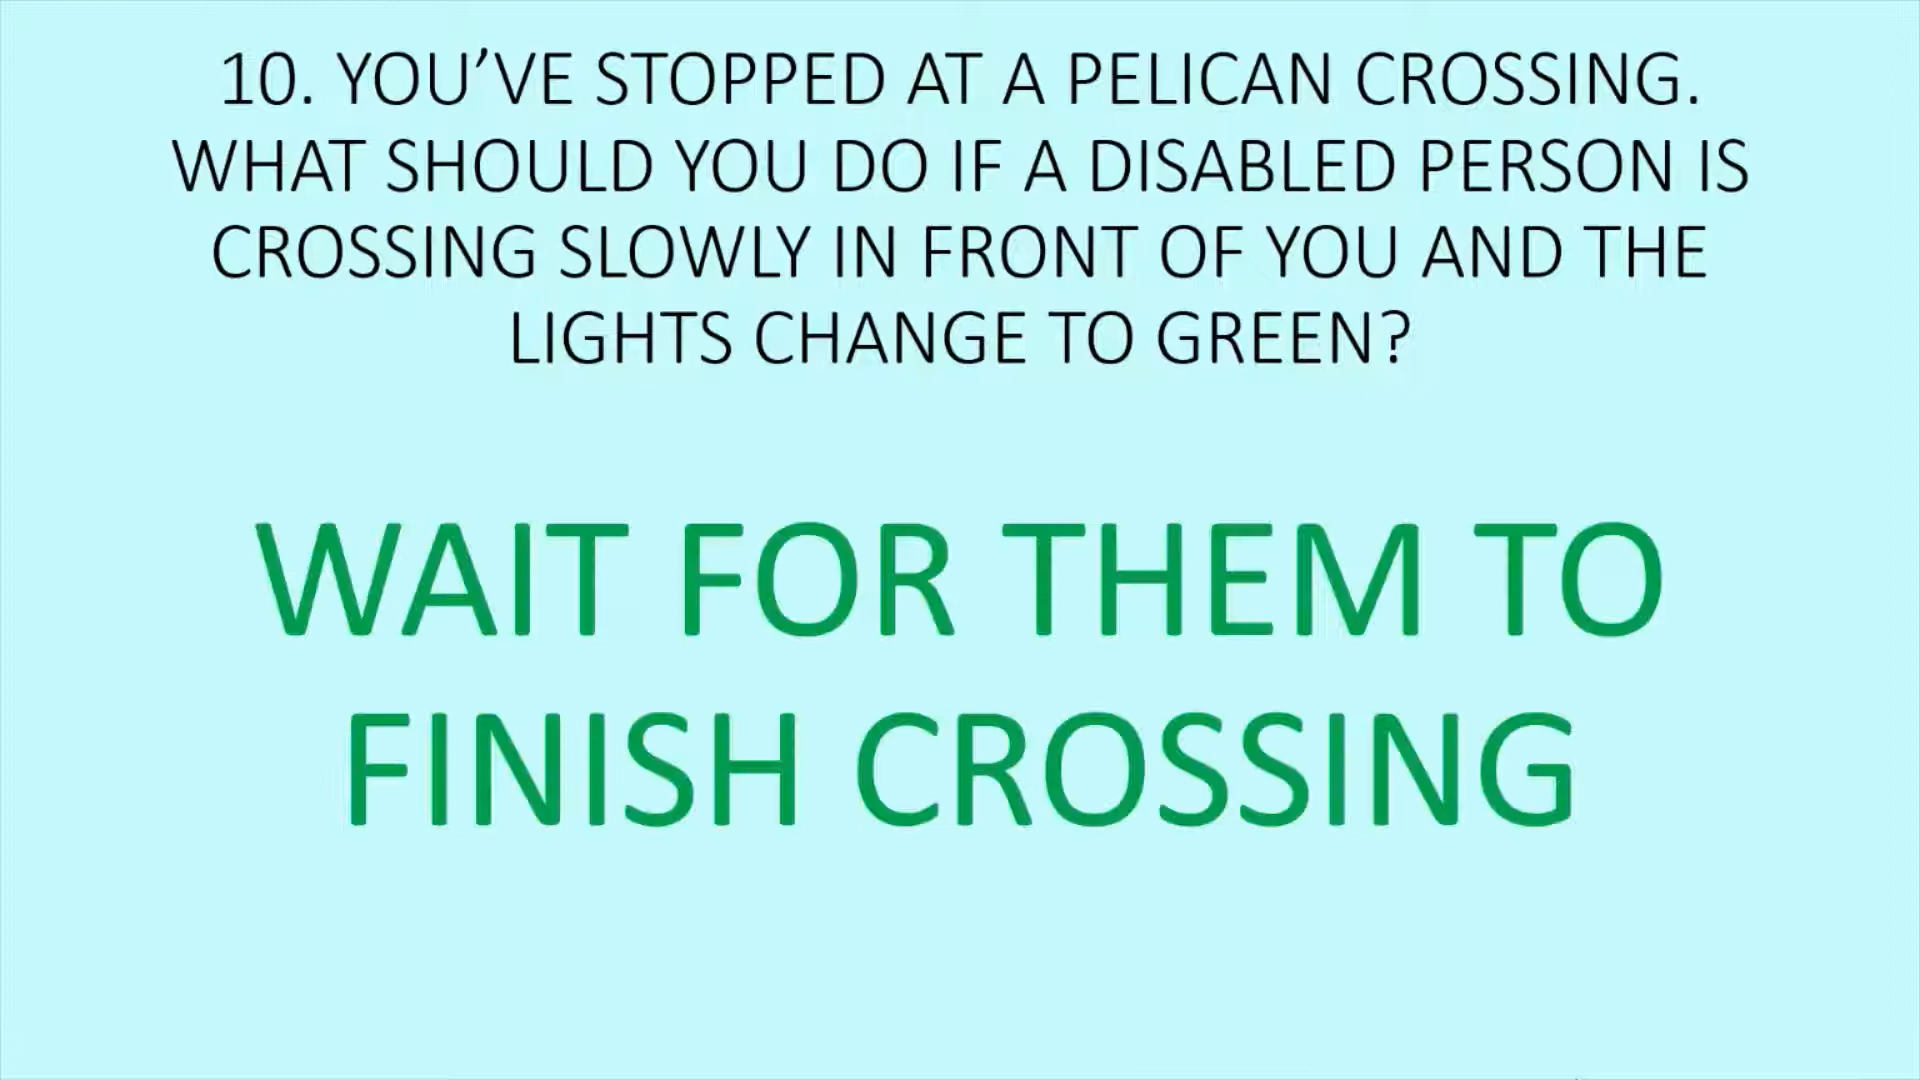 10. YOU’VE STOPPED AT A PELICAN CROSSING.
WHAT SHOULD YOU DO IF A DISABLED PERSON IS
CROSSING SLOWLY IN FRONT OF YOU AND THE
LIGHTS CHANGE TO GREEN?
WAIT FOR THEM TO
FINISH CROSSING